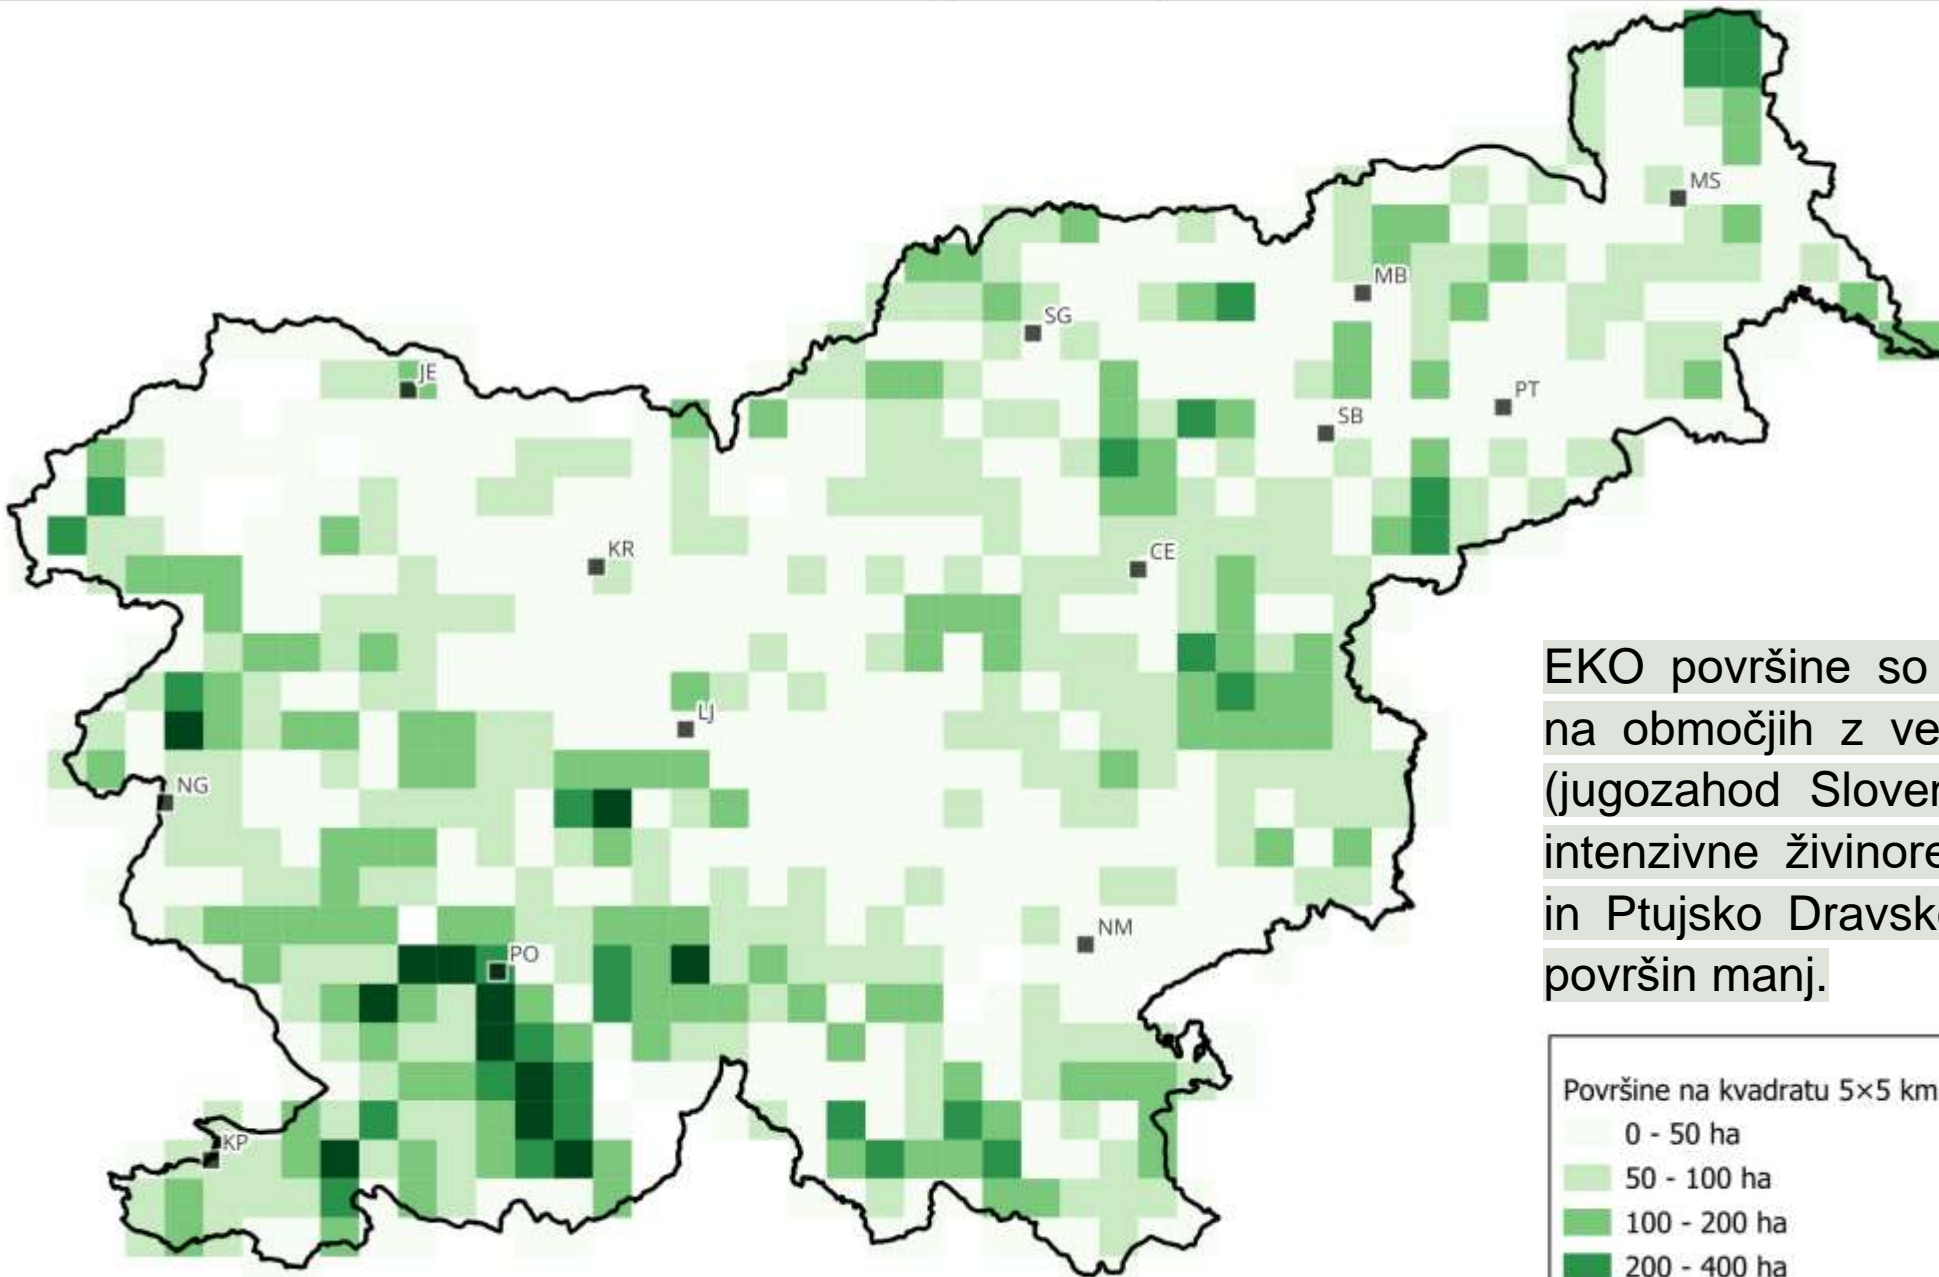 MS
MB
SG
JE
PT
SB
KR
CE
LJ
NG
NM
PO
KP
EKO površine so
na območjih z ve
(jugozahod Slover
intenzivne živinore
in Ptujsko Dravsk
površin manj.
Površine na kvadratu 5×5 km
0 - 50 ha
50 - 100 ha
100 - 200 ha
200 - 400 ha